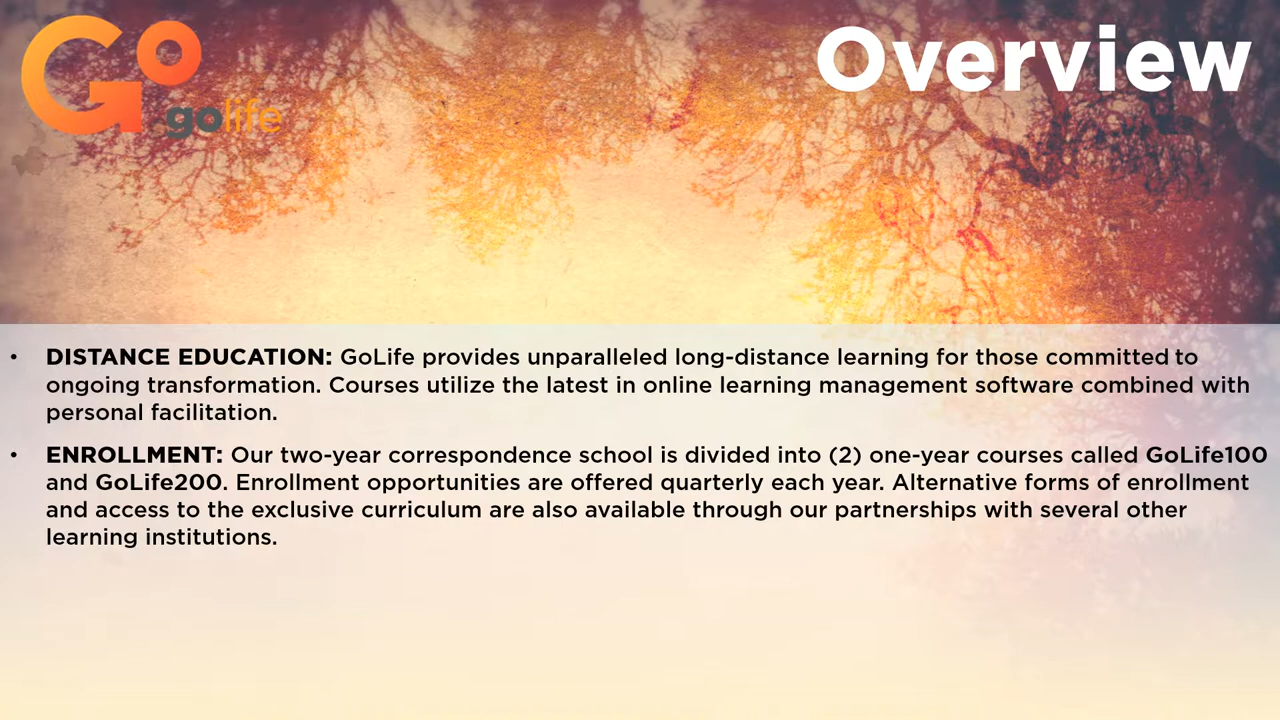 Go
golife
Overview
• DISTANCE EDUCATION: GoLife provides unparalleled long-distance learning for those committed to
ongoing transformation. Courses utilize the latest in online learning management software combined with
personal facilitation.
• ENROLLMENT: Our two-year correspondence school is divided into (2) one-year courses called GoLife100
and GoLife200. Enrollment opportunities are offered quarterly each year. Alternative forms of enrollment
and access to the exclusive curriculum are also available through our partnerships with several other
learning institutions.